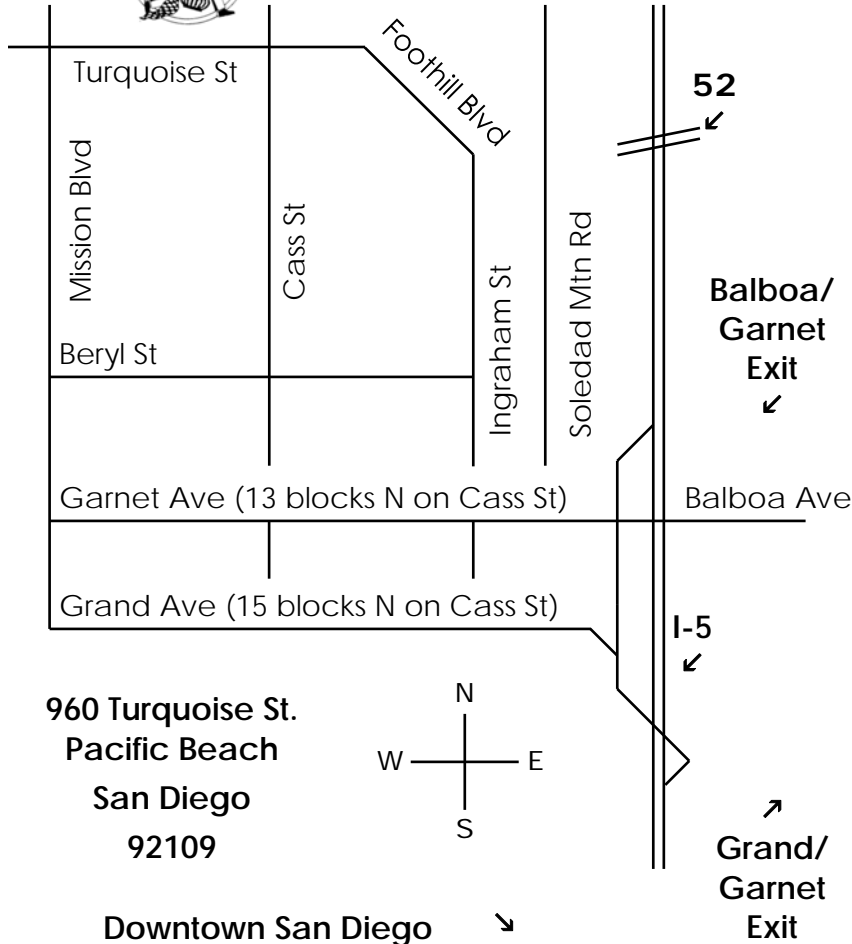 Foothill Blvd
Turquoise St
52
Mission Blvd
Cass St
Ingraham St
Soledad Mtn Rd
Balboa/
Garnet
Exit
Beryl St
Garnet Ave (13 blocks N on Cass St)
Balboa Ave
Grand Ave (15 blocks N on Cass St)
I-5
960 Turquoise St.
Pacific Beach
San Diego
92109
N
W
E
S
Grand/
Garnet
Exit
Downtown San Diego